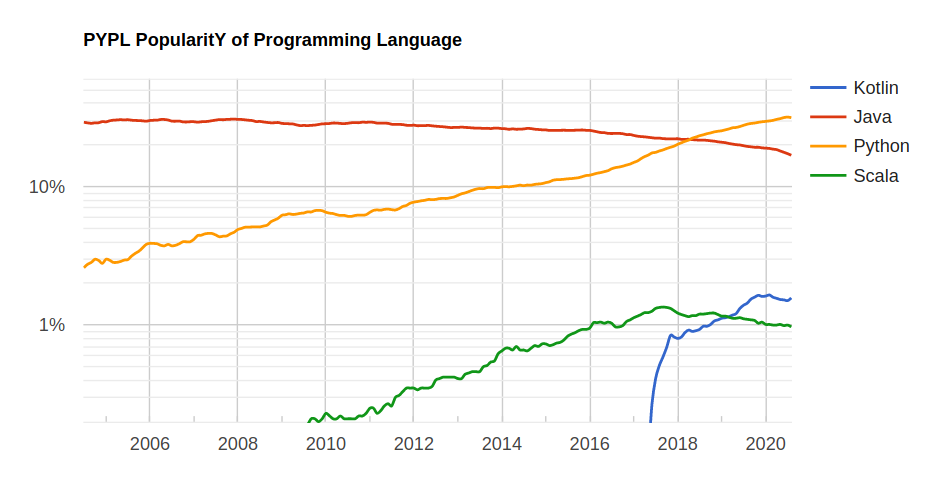 PYPL PopularitY of Programming Language
Kotlin
Java
Python
Scala
10%
1%
2006 2008 2010 2012 2014 2016 2018 2020